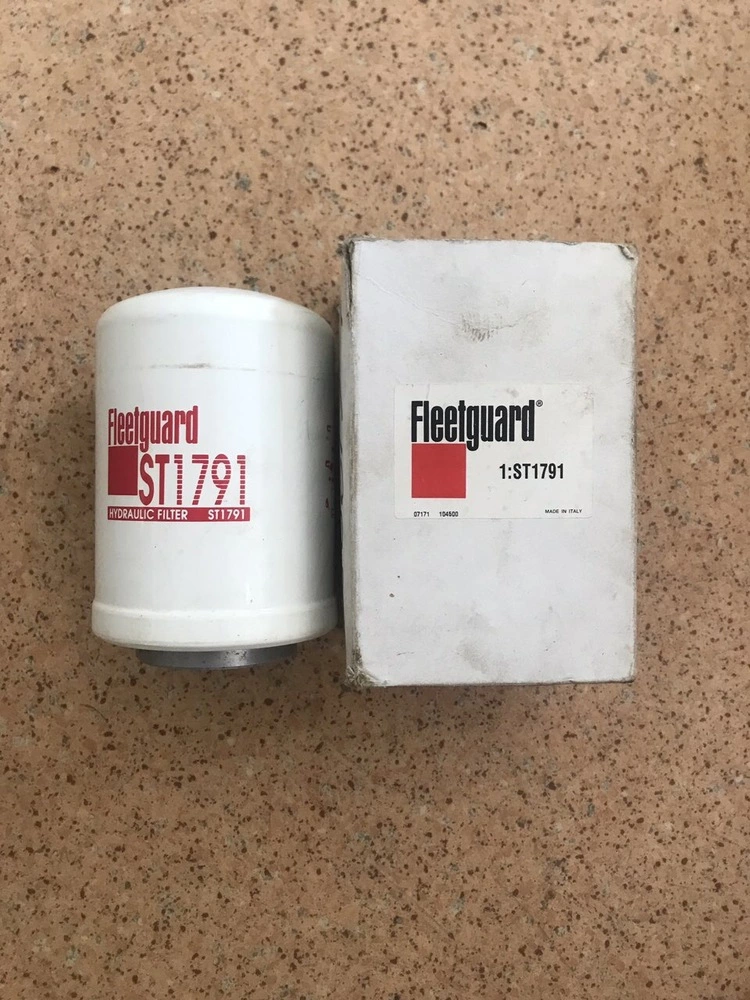 Fleetguard
ST1791
HYDRAULIC FILTER ST1791
Fleetguard®
1:ST1791
07171 104500
MADE IN ITALY